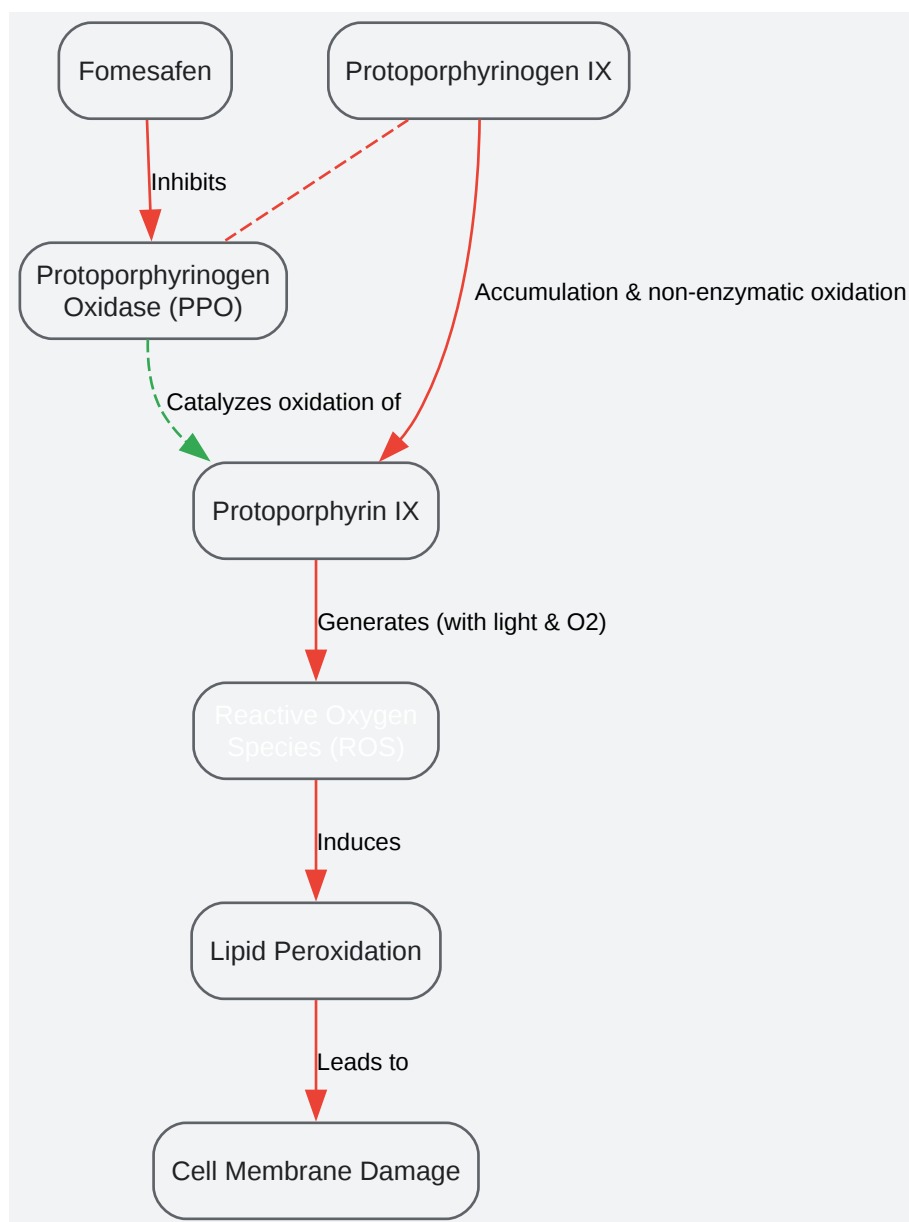 Fomesafen
Protoporphyrinogen IX
Inhibits
Protoporphyrinogen
Oxidase (PPO)
Accumulation & non-enzymatic oxidation
Catalyzes oxidation of
Protoporphyrin IX
Generates (with light & O2)
Reactive Oxygen
Species (ROS)
Induces
Lipid Peroxidation
Leads to
Cell Membrane Damage